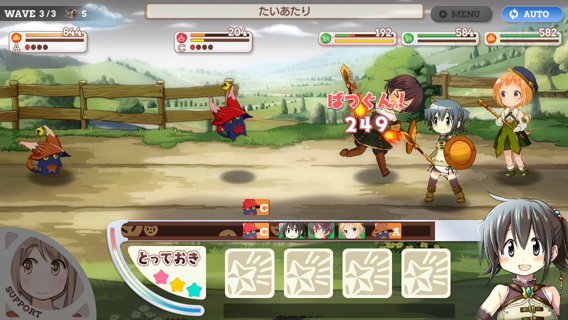 WAVE 3/3 5
たいあたり
MENU
AUTO
844
A
204
C
192
584
582
ばつぐん!
249
C
C
A
とっておき
SUPPORT